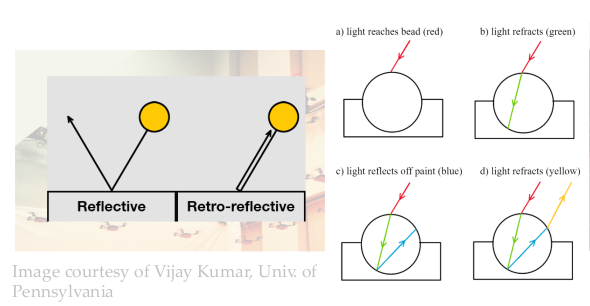 a) light reaches bead (red)
b) light refracts (green)
Reflective
Retro-reflective
c) light reflects off paint (blue)
d) light refracts (yellow)
Image courtesy of Vijay Kumar, Univ. of
Pennsylvania